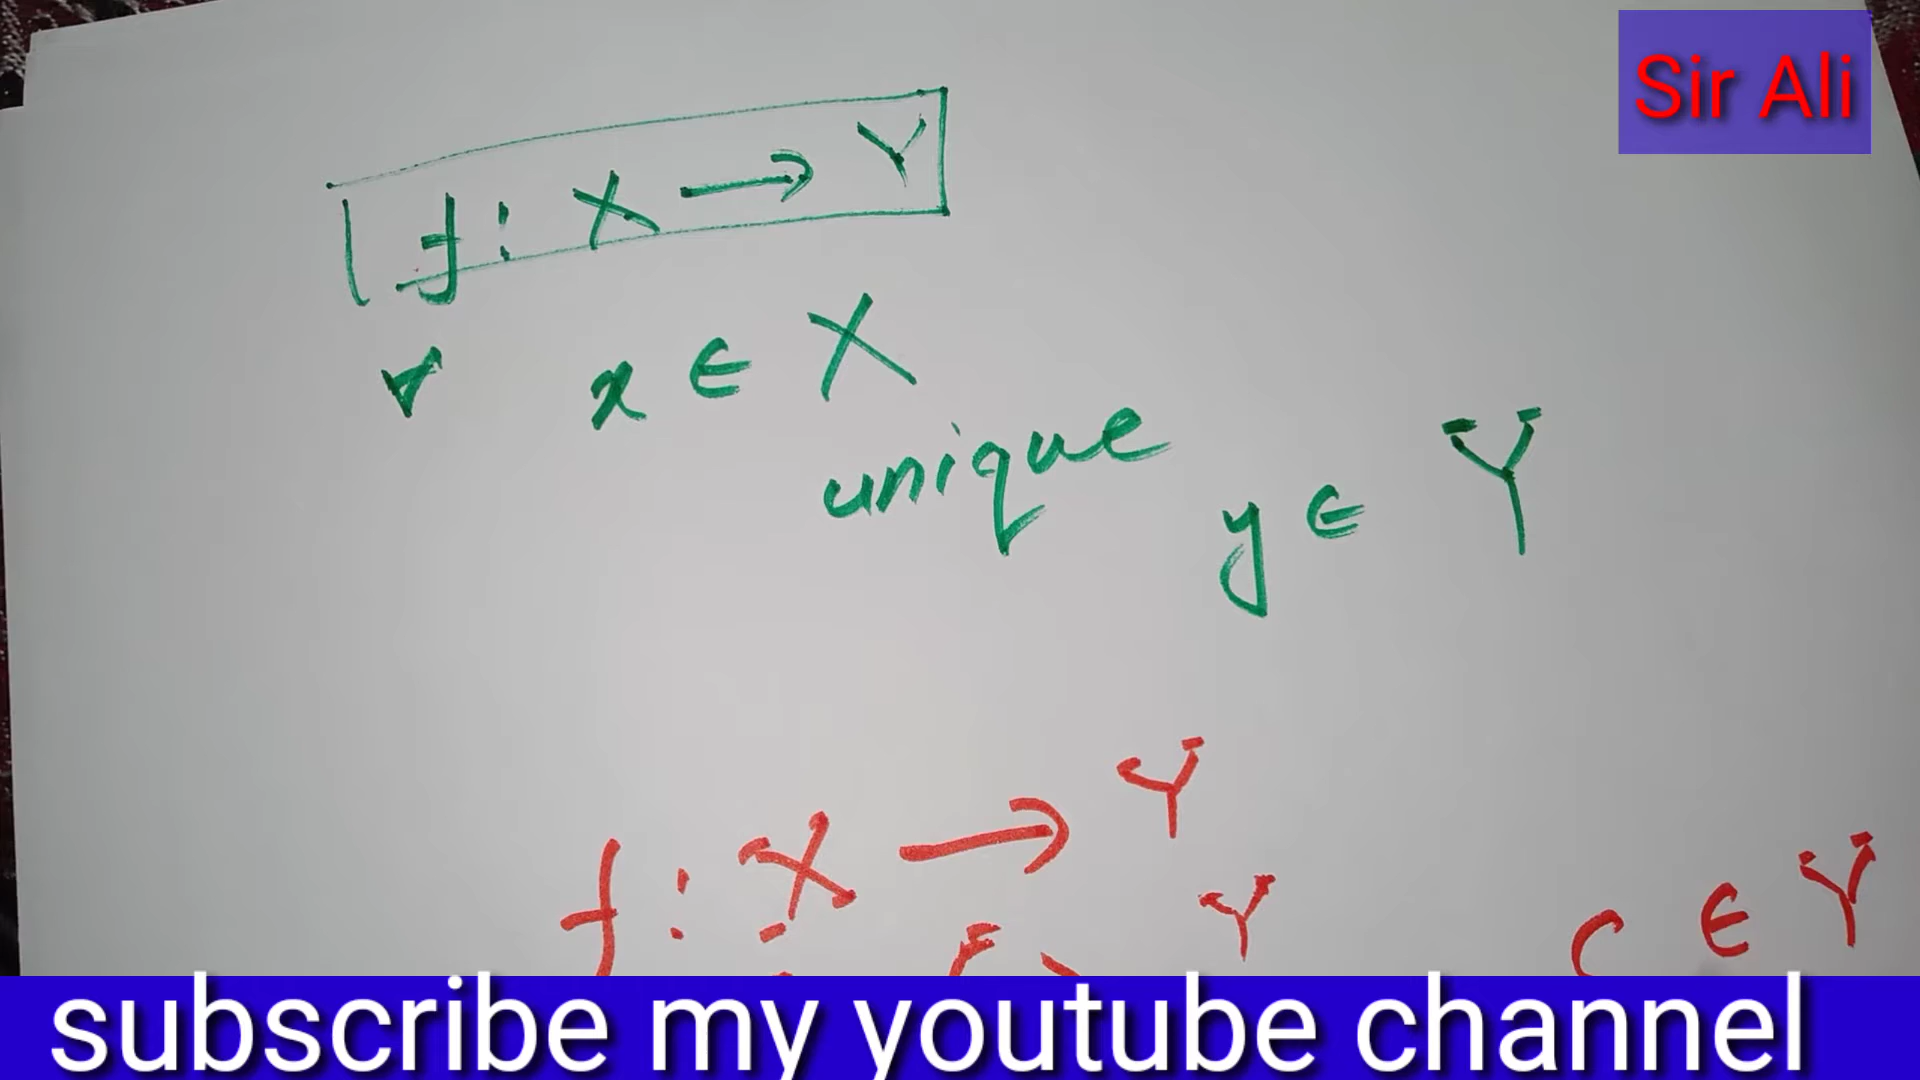 Sir Ali
f : X → Y
∀ x ∈ X
unique y ∈ Y
f : X → Y
Y
C ∈ Y
subscribe my youtube channel